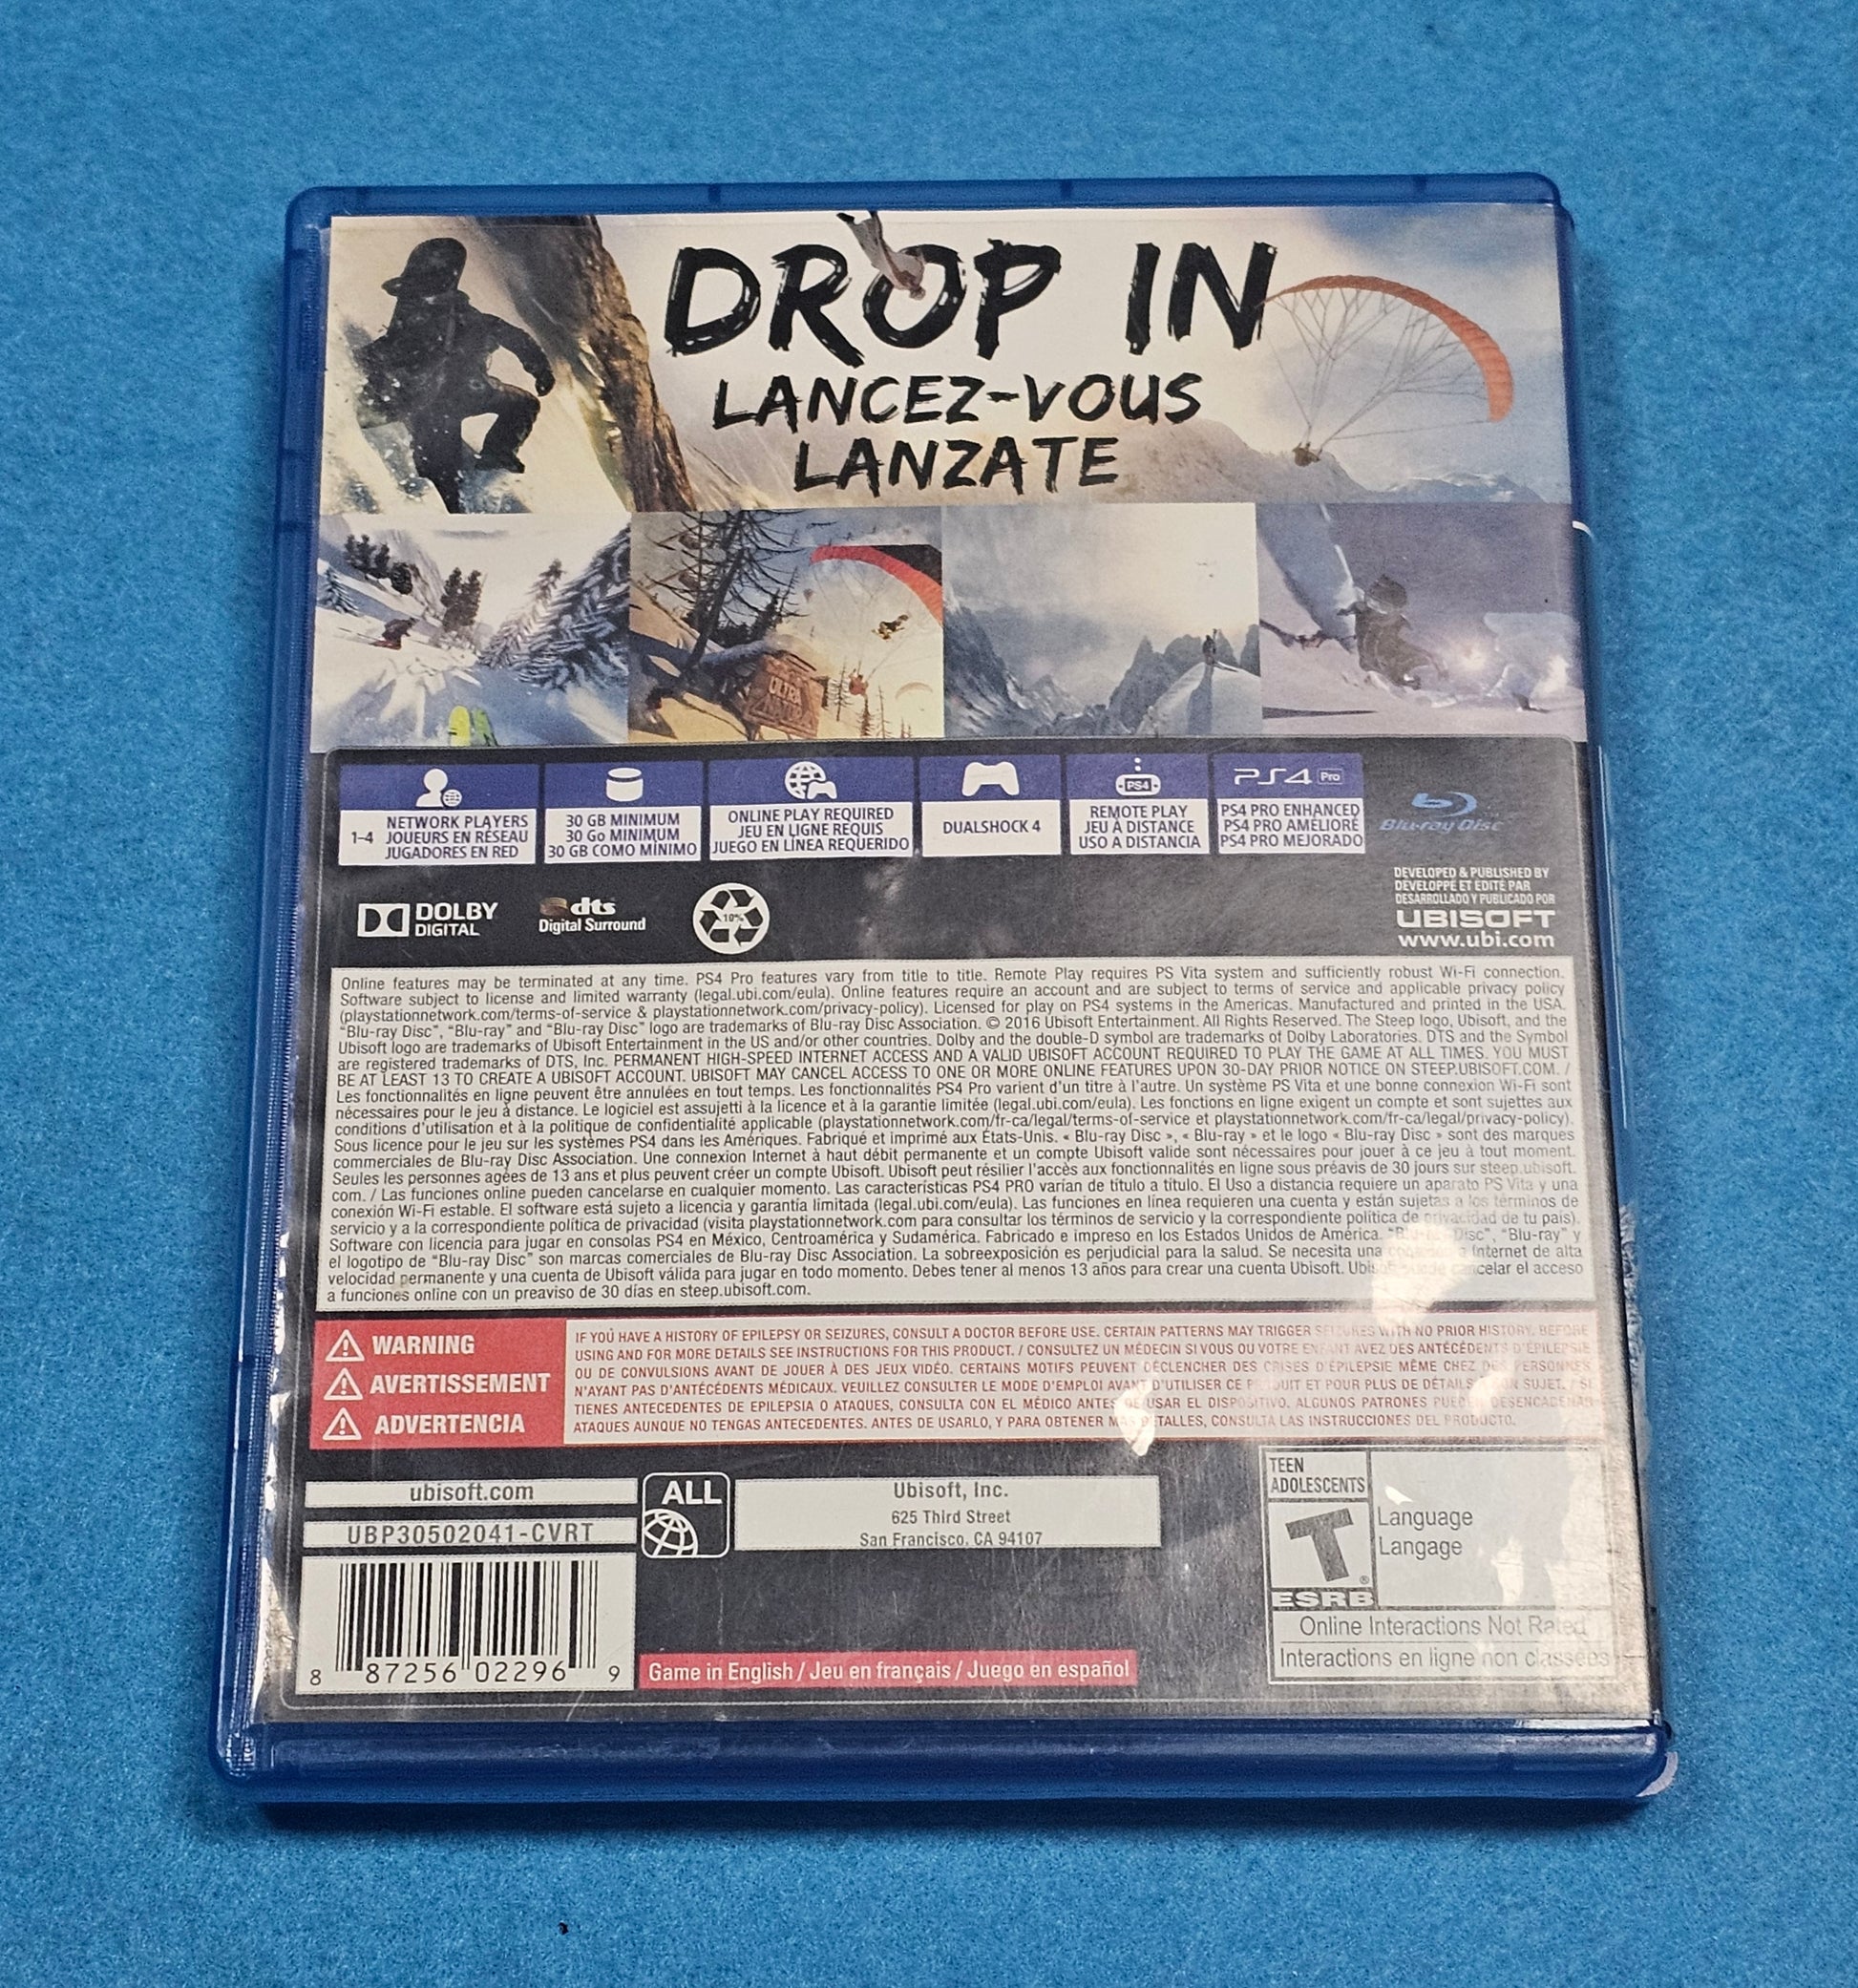 DROP IN
LANCEZ-VOUS
LANZATE
ULTRA
1-4 NETWORK PLAYERS
JOUEURS EN RÉSEAU
JUGADORES EN RED
30 GB MINIMUM
30 Go MINIMUM
30 GB COMO MÍNIMO
ONLINE PLAY REQUIRED
JEU EN LIGNE REQUIS
JUEGO EN LÍNEA REQUERIDO
DUALSHOCK 4
PS4
REMOTE PLAY
JEU À DISTANCE
USO A DISTANCIA
PS4 Pro
PS4 PRO ENHANCED
PS4 PRO AMÉLIORÉ
PS4 PRO MEJORADO
Blu-ray Disc
DOLBY
DIGITAL
dts
Digital Surround
10%
DEVELOPED & PUBLISHED BY
DÉVELOPPÉ ET ÉDITÉ PAR
DESARROLLADO Y PUBLICADO POR
UBISOFT
www.ubi.com
Online features may be terminated at any time. PS4 Pro features vary from title to title. Remote Play requires PS Vita system and sufficiently robust Wi-Fi connection.
Software subject to license and limited warranty (legal.ubi.com/eula). Online features require an account and are subject to terms of service and applicable privacy policy
(playstationnetwork.com/terms-of-service & playstationnetwork.com/privacy-policy). Licensed for play on PS4 systems in the Americas. Manufactured and printed in the USA.
“Blu-ray Disc”, “Blu-ray” and “Blu-ray Disc” logo are trademarks of Blu-ray Disc Association. © 2016 Ubisoft Entertainment. All Rights Reserved. The Steep logo, Ubisoft, and the
Ubisoft logo are trademarks of Ubisoft Entertainment in the US and/or other countries. Dolby and the double-D symbol are trademarks of Dolby Laboratories. DTS and the Symbol
are registered trademarks of DTS, Inc. PERMANENT HIGH-SPEED INTERNET ACCESS AND A VALID UBISOFT ACCOUNT REQUIRED TO PLAY THE GAME AT ALL TIMES. YOU MUST
BE AT LEAST 13 TO CREATE A UBISOFT ACCOUNT. UBISOFT MAY CANCEL ACCESS TO ONE OR MORE ONLINE FEATURES UPON 30-DAY PRIOR NOTICE ON STEEP.UBISOFT.COM. /
Les fonctionnalités en ligne peuvent être annulées en tout temps. Les fonctionnalités PS4 Pro varient d’un titre à l’autre. Un système PS Vita et une bonne connexion Wi-Fi sont
nécessaires pour le jeu à distance. Le logiciel est assujetti à la licence et à la garantie limitée (legal.ubi.com/eula). Les fonctions en ligne exigent un compte et sont sujettes aux
conditions d’utilisation et à la politique de confidentialité applicable (playstationnetwork.com/fr-ca/legal/terms-of-service et playstationnetwork.com/fr-ca/legal/privacy-policy).
Sous licence pour le jeu sur les systèmes PS4 dans les Amériques. Fabriqué et imprimé aux États-Unis. « Blu-ray Disc », « Blu-ray » et le logo « Blu-ray Disc » sont des marques
commerciales de Blu-ray Disc Association. Une connexion Internet à haut débit permanente et un compte Ubisoft valide sont nécessaires pour jouer à ce jeu à tout moment.
Seules les personnes agées de 13 ans et plus peuvent créer un compte Ubisoft. Ubisoft peut résilier l’accès aux fonctionnalités en ligne sous préavis de 30 jours sur steep.ubisoft.
com. / Las funciones online pueden cancelarse en cualquier momento. Las características PS4 PRO varían de título a título. El Uso a distancia requiere un aparato PS Vita y una
conexión Wi-Fi estable. El software está sujeto a licencia y garantía limitada (legal.ubi.com/eula). Las funciones en línea requieren una cuenta y están sujetas a los términos de
servicio y a la correspondiente política de privacidad (visita playstationnetwork.com para consultar los términos de servicio y la correspondiente política de privacidad de tu país).
Software con licencia para jugar en consolas PS4 en México, Centroamérica y Sudamérica. Fabricado e impreso en los Estados Unidos de América. “Blu-ray Disc”, “Blu-ray” y
el logotipo de “Blu-ray Disc” son marcas comerciales de Blu-ray Disc Association. La sobreexposición es perjudicial para la salud. Se necesita una a Internet de alta
velocidad permanente y una cuenta de Ubisoft válida para jugar en todo momento. Debes tener al menos 13 años para crear una cuenta Ubisoft. Ubisoft puede cancelar el acceso
a funciones online con un preaviso de 30 días en steep.ubisoft.com.
WARNING
AVERTISSEMENT
ADVERTENCIA
IF YOU HAVE A HISTORY OF EPILEPSY OR SEIZURES, CONSULT A DOCTOR BEFORE USE. CERTAIN PATTERNS MAY TRIGGER SEIZURES WITH NO PRIOR HISTORY. BEFORE
USING AND FOR MORE DETAILS SEE INSTRUCTIONS FOR THIS PRODUCT. / CONSULTEZ UN MÉDECIN SI VOUS OU VOTRE ENFANT AVEZ DES ANTÉCÉDENTS D’ÉPILEPSIE
OU DE CONVULSIONS AVANT DE JOUER À DES JEUX VIDÉO. CERTAINS MOTIFS PEUVENT DÉCLENCHER DES CRISES D’ÉPILEPSIE MÊME CHEZ DES PERSONNES
N’AYANT PAS D’ANTÉCÉDENTS MÉDICAUX. VEUILLEZ CONSULTER LE MODE D’EMPLOI AVANT D’UTILISER CE PRODUIT ET POUR PLUS DE DÉTAILS À SON SUJET. / SI
TIENES ANTECEDENTES DE EPILEPSIA O ATAQUES, CONSULTA CON EL MÉDICO ANTES DE USAR EL DISPOSITIVO. ALGUNOS PATRONES PUEDEN DESENCADENAR
ATAQUES AUNQUE NO TENGAS ANTECEDENTES. ANTES DE USARLO, Y PARA OBTENER MÁS DETALLES, CONSULTA LAS INSTRUCCIONES DEL PRODUCTO.
ubisoft.com
UBP30502041-CVRT
ALL
Ubisoft, Inc.
625 Third Street
San Francisco, CA 94107
TEEN
ADOLESCENTS
T
®
ESRB
Language
Langage
Online Interactions Not Rated
Interactions en ligne non classées
8 87256 02296 9
Game in English / Jeu en français / Juego en español